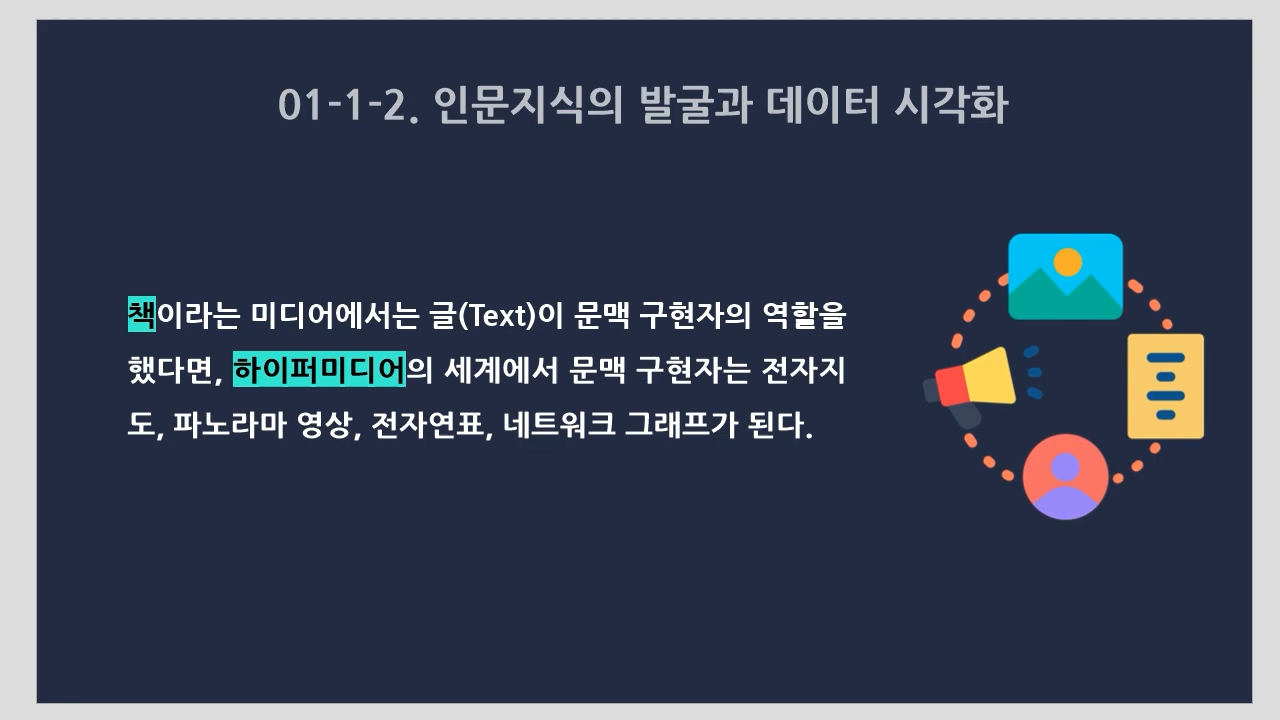 01-1-2. 인문지식의 발굴과 데이터 시각화
책이라는 미디어에서는 글(Text)이 문맥 구현자의 역할을
했다면, 하이퍼미디어의 세계에서 문맥 구현자는 전자지
도, 파노라마 영상, 전자연표, 네트워크 그래프가 된다.